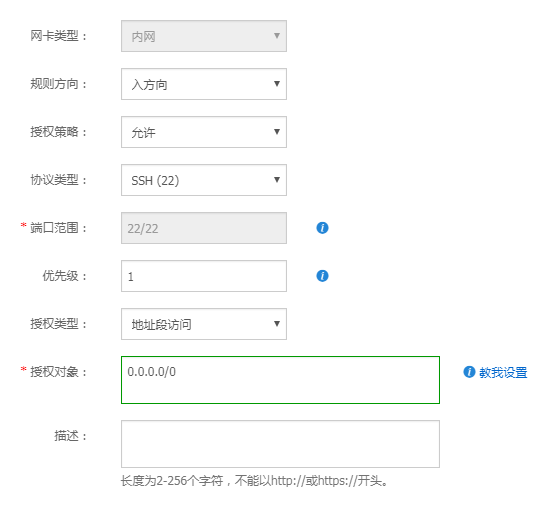 网卡类型： 内网
规则方向： 入方向
授权策略： 允许
协议类型： SSH (22)
* 端口范围： 22/22
优先级： 1
授权类型： 地址段访问
* 授权对象： 0.0.0.0/0 教我设置
描述：
长度为2-256个字符，不能以http://或https://开头。